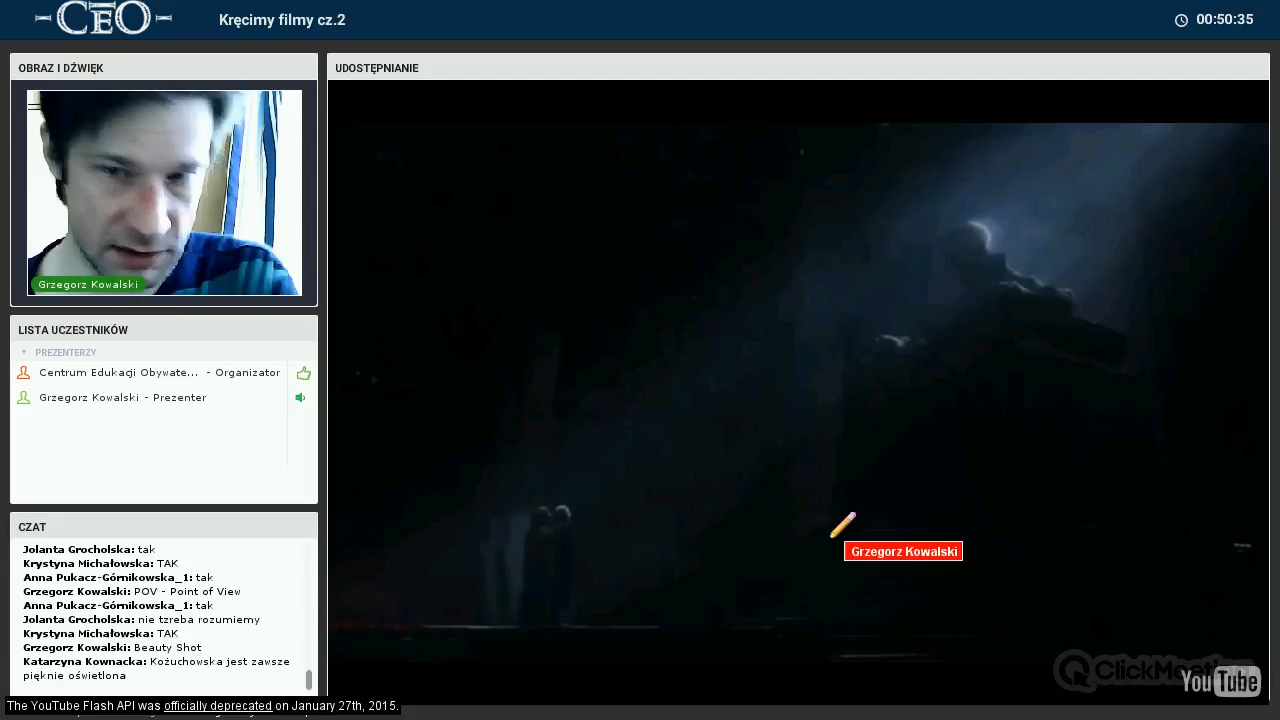 CEO
Kręcimy filmy cz.2
00:50:35
OBRAZ I DŹWIĘK
Grzegorz Kowalski
LISTA UCZESTNIKÓW
PREZENTERZY
Centrum Edukacji Obywate... - Organizator
Grzegorz Kowalski - Prezenter
CZAT
Jolanta Grocholska: tak
Krystyna Michałowska: TAK
Anna Pukacz-Górnikowska_1: tak
Grzegorz Kowalski: POV - Point of View
Anna Pukacz-Górnikowska_1: tak
Jolanta Grocholska: nie tzreba rozumiemy
Krystyna Michałowska: TAK
Grzegorz Kowalski: Beauty Shot
Katarzyna Kownacka: Kożuchowska jest zawsze
pięknie oświetlona
The YouTube Flash API was officially deprecated on January 27th, 2015.
UDOSTĘPNIANIE
Grzegorz Kowalski
ClickMeeting
YouTube